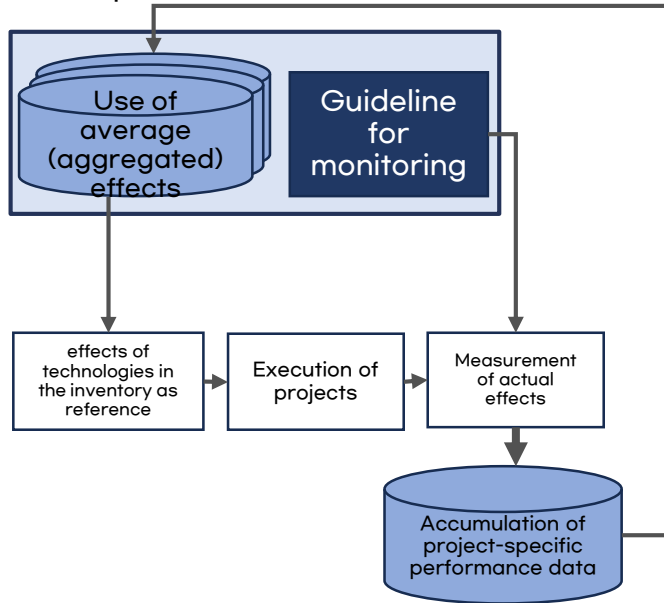 Use of
average
(aggregated)
effects
Guideline
for
monitoring
effects of
technologies in
the inventory as
reference
Execution of
projects
Measurement
of actual
effects
Accumulation of
project-specific
performance data